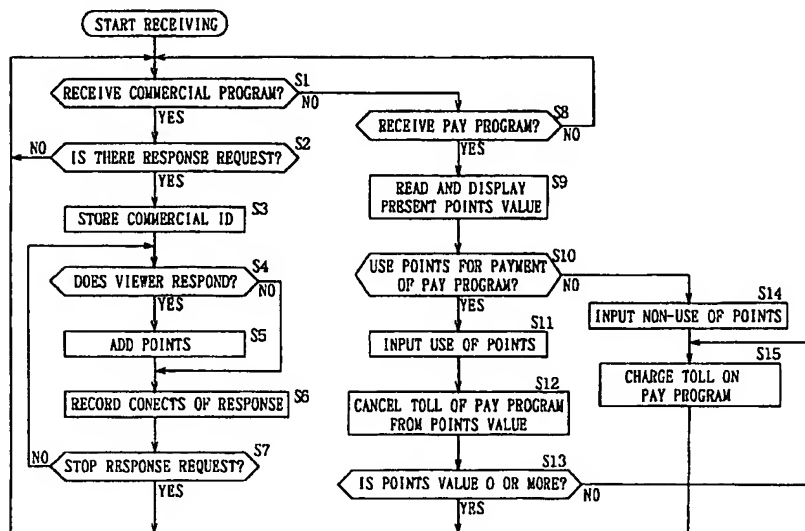 START RECEIVING
RECEIVE COMMERCIAL PROGRAM?
S1
NO
YES
IS THERE RESPONSE REQUEST?
S2
NO
YES
STORE COMMERCIAL ID
S3
DOES VIEWER RESPOND?
S4
NO
YES
ADD POINTS
S5
RECORD CONECTS OF RESPONSE
S6
STOP RESPONSE REQUEST?
S7
NO
YES
RECEIVE PAY PROGRAM?
S8
NO
YES
READ AND DISPLAY
PRESENT POINTS VALUE
S9
USE POINTS FOR PAYMENT
OF PAY PROGRAM?
S10
NO
YES
INPUT USE OF POINTS
S11
CANCEL TOLL OF PAY PROGRAM
FROM POINTS VALUE
S12
IS POINTS VALUE 0 OR MORE?
S13
NO
YRS
INPUT NON-USE OF POINTS
S14
CHARGE TOLL ON
PAY PROGRAM
S15